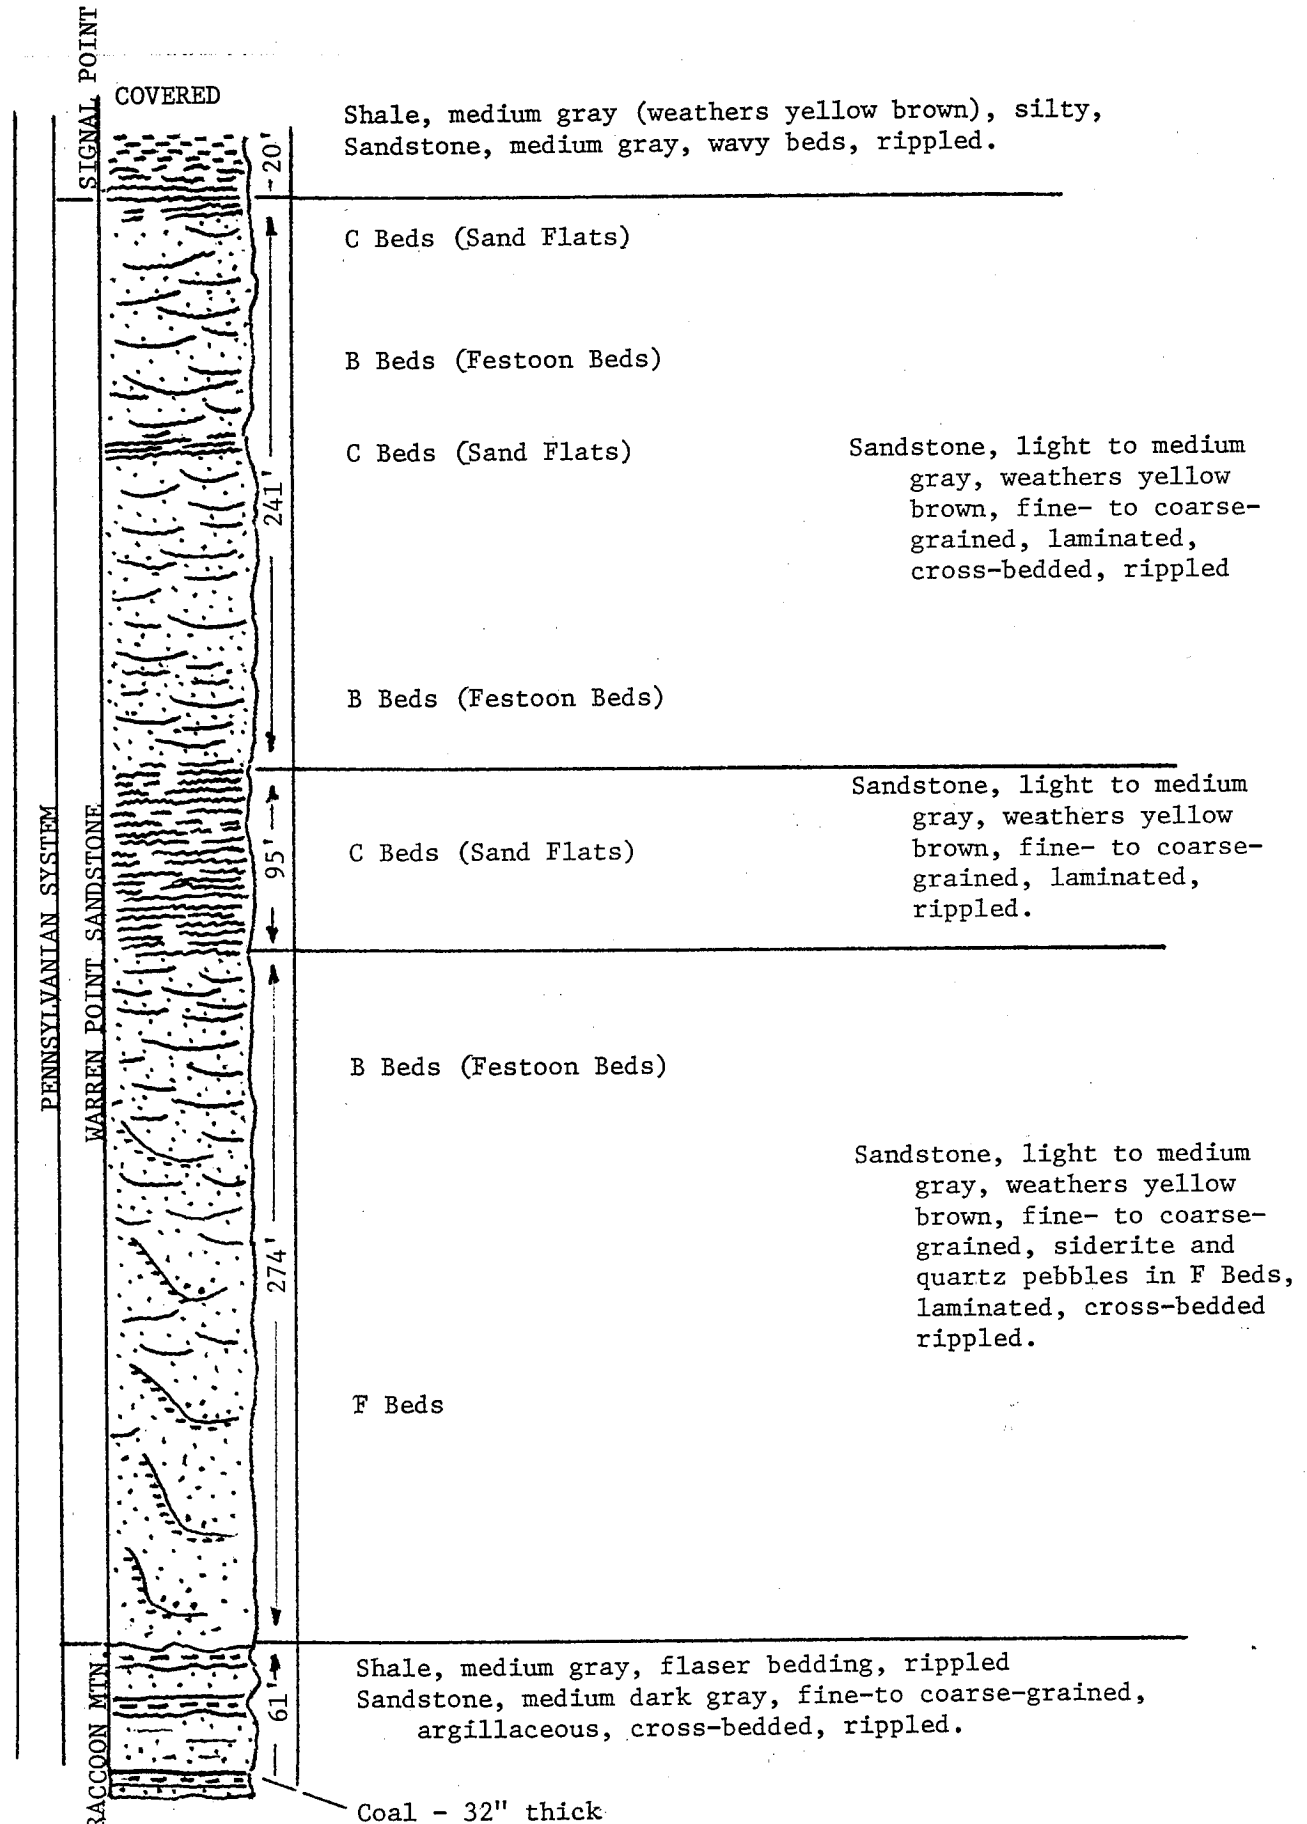 SIGNAL POINT
COVERED
Shale, medium gray (weathers yellow brown), silty,
Sandstone, medium gray, wavy beds, rippled.
20'
C Beds (Sand Flats)
B Beds (Festoon Beds)
C Beds (Sand Flats)
Sandstone, light to medium
gray, weathers yellow
brown, fine- to coarse-
grained, laminated,
cross-bedded, rippled
241'
B Beds (Festoon Beds)
PENNSYLVANIAN SYSTEM
WARREN POINT SANDSTONE
95'
C Beds (Sand Flats)
Sandstone, light to medium
gray, weathers yellow
brown, fine- to coarse-
grained, laminated,
rippled.
B Beds (Festoon Beds)
274'
Sandstone, light to medium
gray, weathers yellow
brown, fine- to coarse-
grained, siderite and
quartz pebbles in F Beds,
laminated, cross-bedded
rippled.
F Beds
RACCOON MTN.
61'
Shale, medium gray, flaser bedding, rippled
Sandstone, medium dark gray, fine-to coarse-grained,
argillaceous, cross-bedded, rippled.
Coal - 32" thick